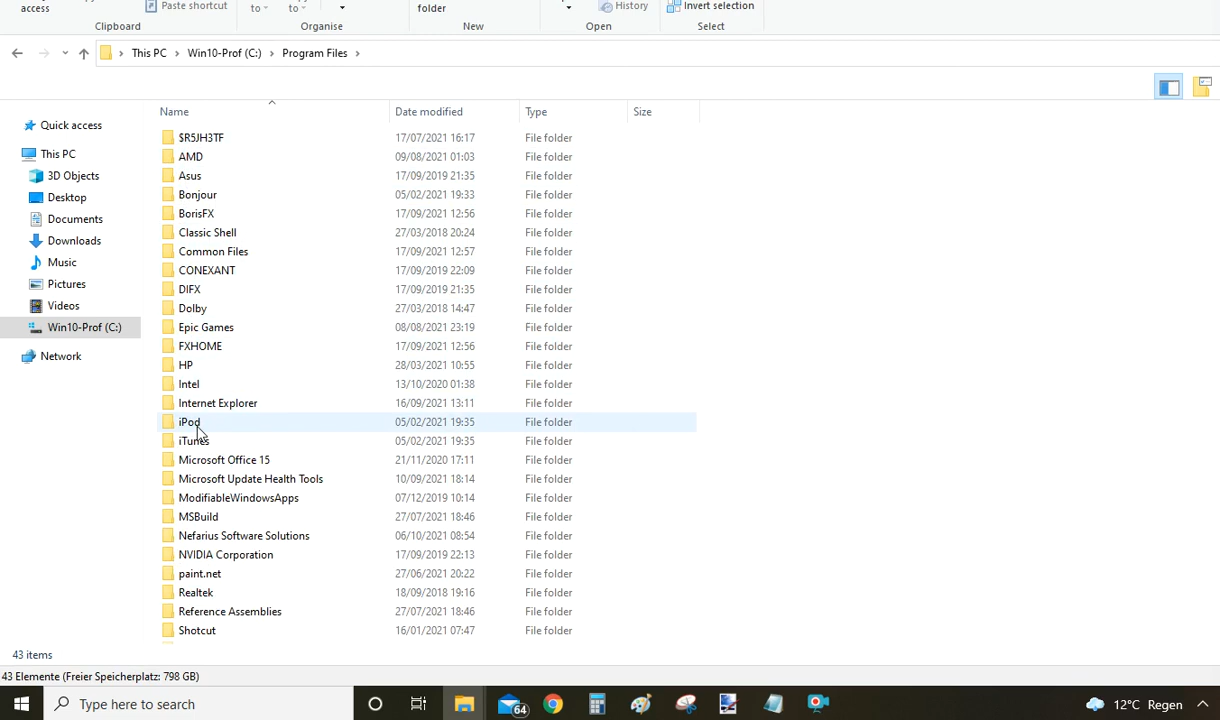 access Paste shortcut to to folder History Invert selection
Clipboard Organise New Open Select
This PC Win10-Prof (C:) Program Files
Name Date modified Type Size
Quick access
This PC
3D Objects
Desktop
Documents
Downloads
Music
Pictures
Videos
Win10-Prof (C:)
Network
$R5JH3TF 17/07/2021 16:17 File folder
AMD 09/08/2021 01:03 File folder
Asus 17/09/2019 21:35 File folder
Bonjour 05/02/2021 19:33 File folder
BorisFX 17/09/2021 12:56 File folder
Classic Shell 27/03/2018 20:24 File folder
Common Files 17/09/2021 12:57 File folder
CONEXANT 17/09/2019 22:09 File folder
DIFX 17/09/2019 21:35 File folder
Dolby 27/03/2018 14:47 File folder
Epic Games 08/08/2021 23:19 File folder
FXHOME 17/09/2021 12:56 File folder
HP 28/03/2021 10:55 File folder
Intel 13/10/2020 01:38 File folder
Internet Explorer 16/09/2021 13:11 File folder
iPod 05/02/2021 19:35 File folder
iTunes 05/02/2021 19:35 File folder
Microsoft Office 15 21/11/2020 17:11 File folder
Microsoft Update Health Tools 10/09/2021 18:14 File folder
ModifiableWindowsApps 07/12/2019 10:14 File folder
MSBuild 27/07/2021 18:46 File folder
Nefarius Software Solutions 06/10/2021 08:54 File folder
NVIDIA Corporation 17/09/2019 22:13 File folder
paint.net 27/06/2021 20:22 File folder
Realtek 18/09/2018 19:16 File folder
Reference Assemblies 27/07/2021 18:46 File folder
Shotcut 16/01/2021 07:47 File folder
43 items
43 Elemente (Freier Speicherplatz: 798 GB)
Type here to search 64 12°C Regen